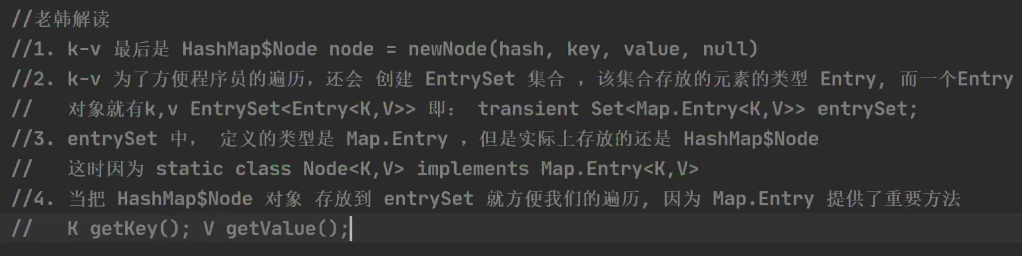 //老韩解读
//1. k-v 最后是 HashMap$Node node = newNode(hash, key, value, null)
//2. k-v 为了方便程序员的遍历，还会 创建 EntrySet 集合 ，该集合存放的元素的类型 Entry, 而一个Entry
//   对象就有k,v EntrySet<Entry<K,V>> 即： transient Set<Map.Entry<K,V>> entrySet;
//3. entrySet 中， 定义的类型是 Map.Entry ，但是实际上存放的还是 HashMap$Node
//   这时因为 static class Node<K,V> implements Map.Entry<K,V>
//4. 当把 HashMap$Node 对象 存放到 entrySet 就方便我们的遍历, 因为 Map.Entry 提供了重要方法
//   K getKey(); V getValue();